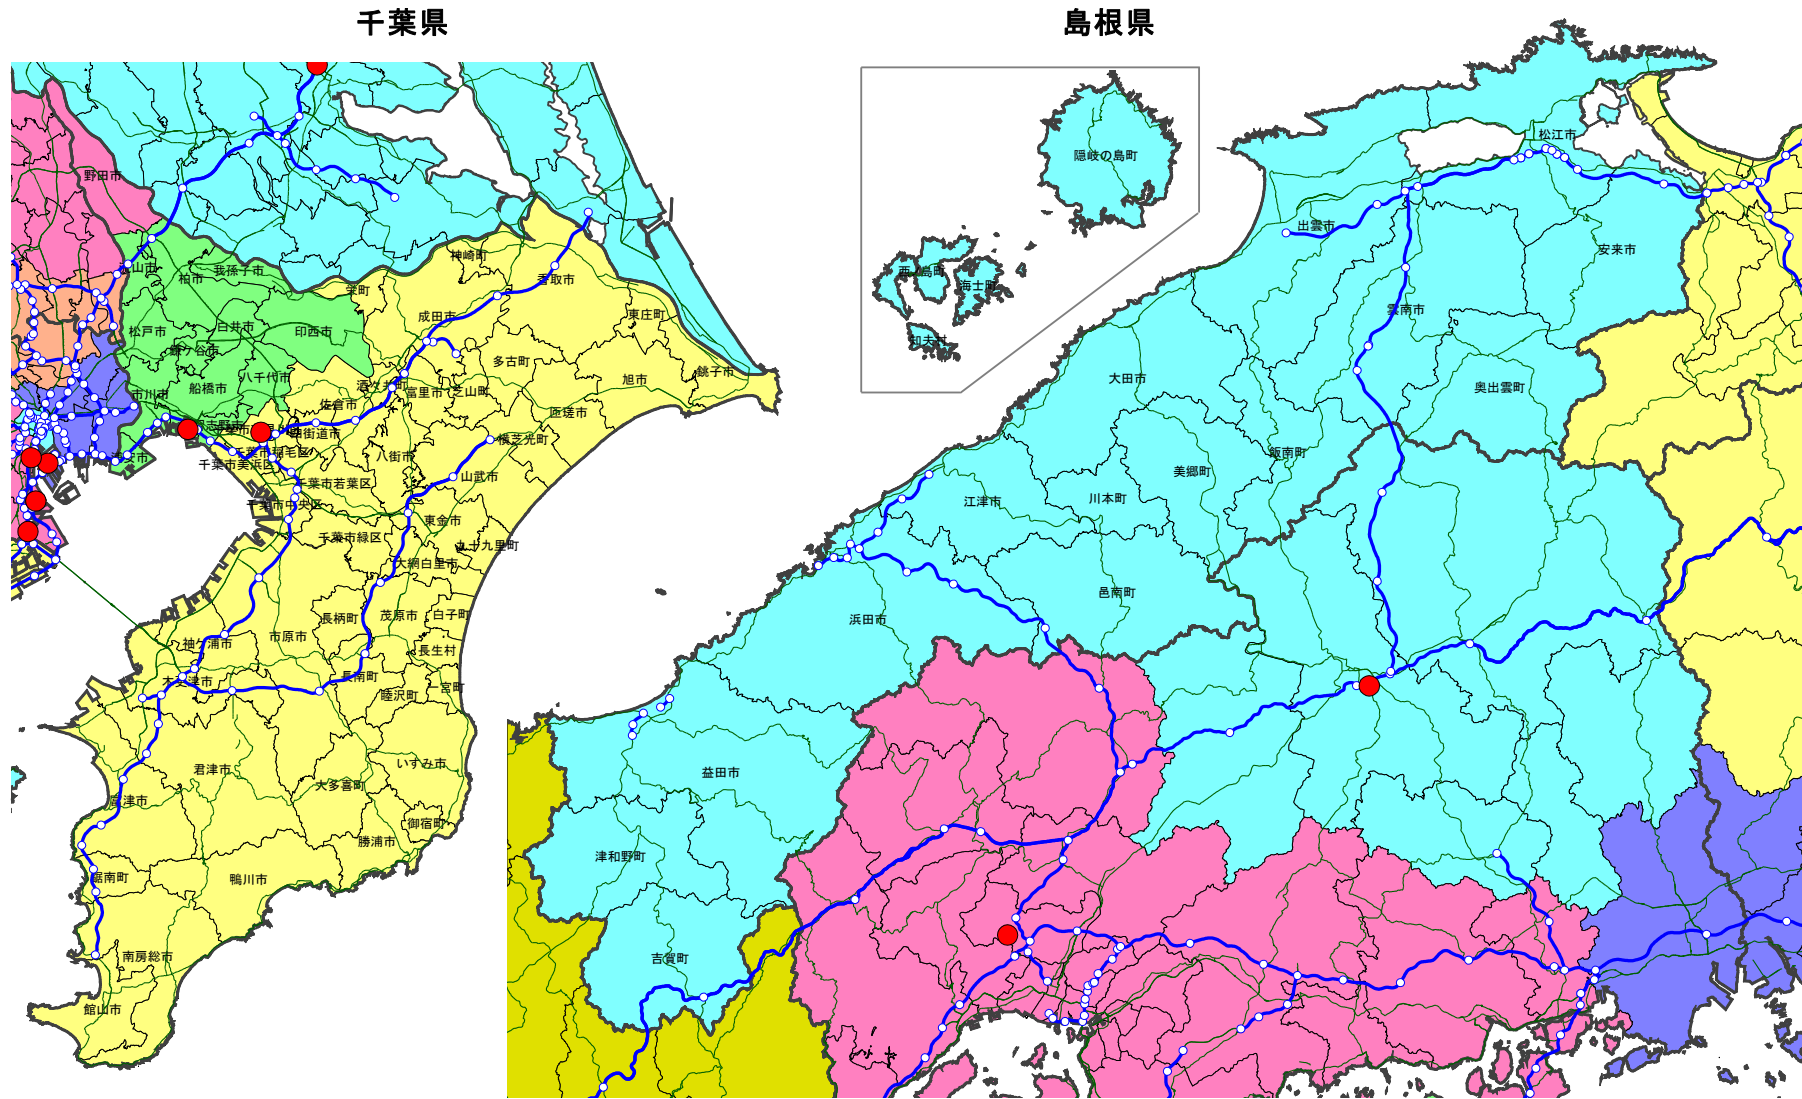 千葉県
島根県
野田市
柏市
我孫子市
栄町
神崎町
香取市
松戸市
白井市
印西市
成田市
東庄町
鎌ケ谷市
多古町
銚子市
市川市
船橋市
八千代市
酒々井町
富里市
芝山町
旭市
佐倉市
匝瑳市
横芝光町
千葉市稲毛区
千葉市美浜区
八街市
山武市
千葉市若葉区
千葉市中央区
東金市
千葉市緑区
九十九里町
大網白里市
長柄町
茂原市
白子町
市原市
袖ケ浦市
長生村
木更津市
長南町
睦沢町
一宮町
君津市
いすみ市
大多喜町
富津市
御宿町
勝浦市
鋸南町
鴨川市
南房総市
館山市
隠岐の島町
西ノ島町
海士町
知夫村
松江市
出雲市
安来市
雲南市
大田市
奥出雲町
飯南町
美郷町
川本町
江津市
邑南町
浜田市
益田市
津和野町
吉賀町